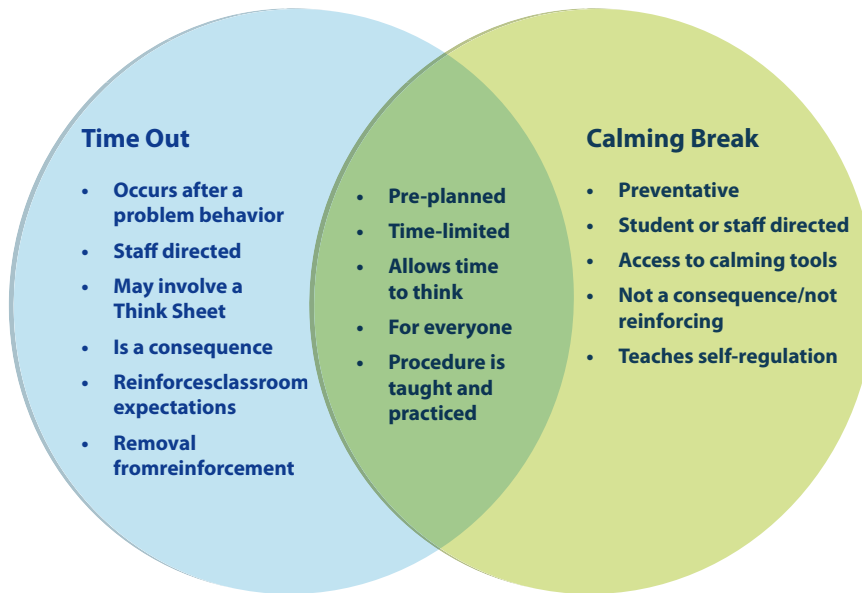 Time Out
• Occurs after a
problem behavior
• Staff directed
• May involve a
Think Sheet
• Is a consequence
• Reinforcesclassroom
expectations
• Removal
fromreinforcement
• Pre-planned
• Time-limited
• Allows time
to think
• For everyone
• Procedure is
taught and
practiced
Calming Break
• Preventative
• Student or staff directed
• Access to calming tools
• Not a consequence/not
reinforcing
• Teaches self-regulation